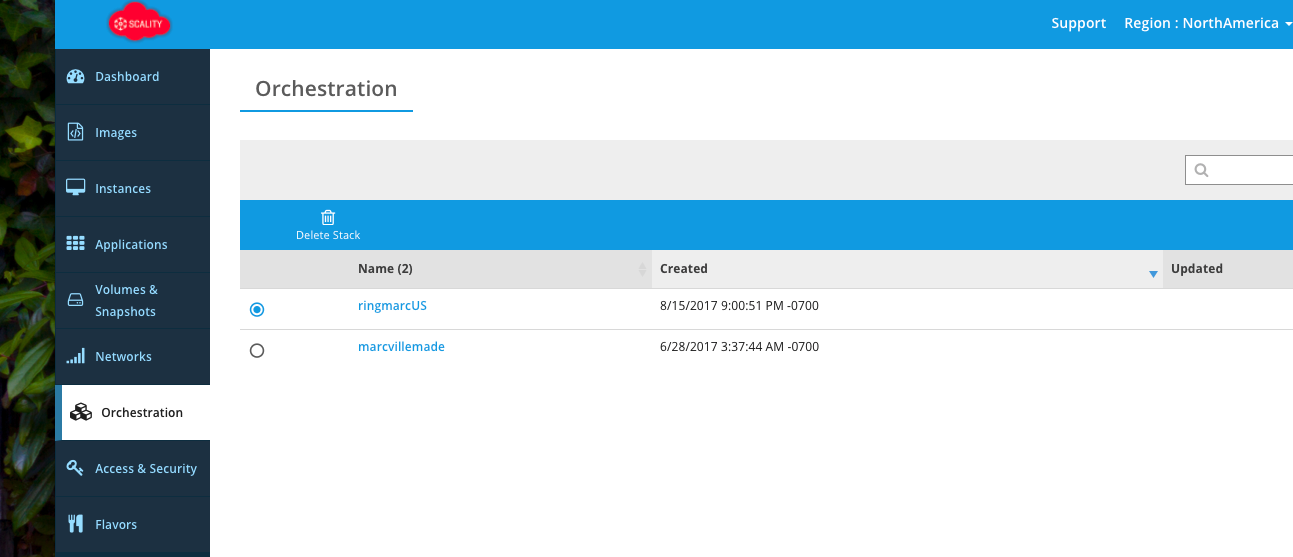 SCALITY
Support
Region : NorthAmerica
Dashboard
Images
Instances
Applications
Volumes &
Snapshots
Networks
Orchestration
Access & Security
Flavors
Orchestration
Delete Stack
Name (2)
Created
Updated
ringmarcUS
8/15/2017 9:00:51 PM -0700
marcvillemade
6/28/2017 3:37:44 AM -0700